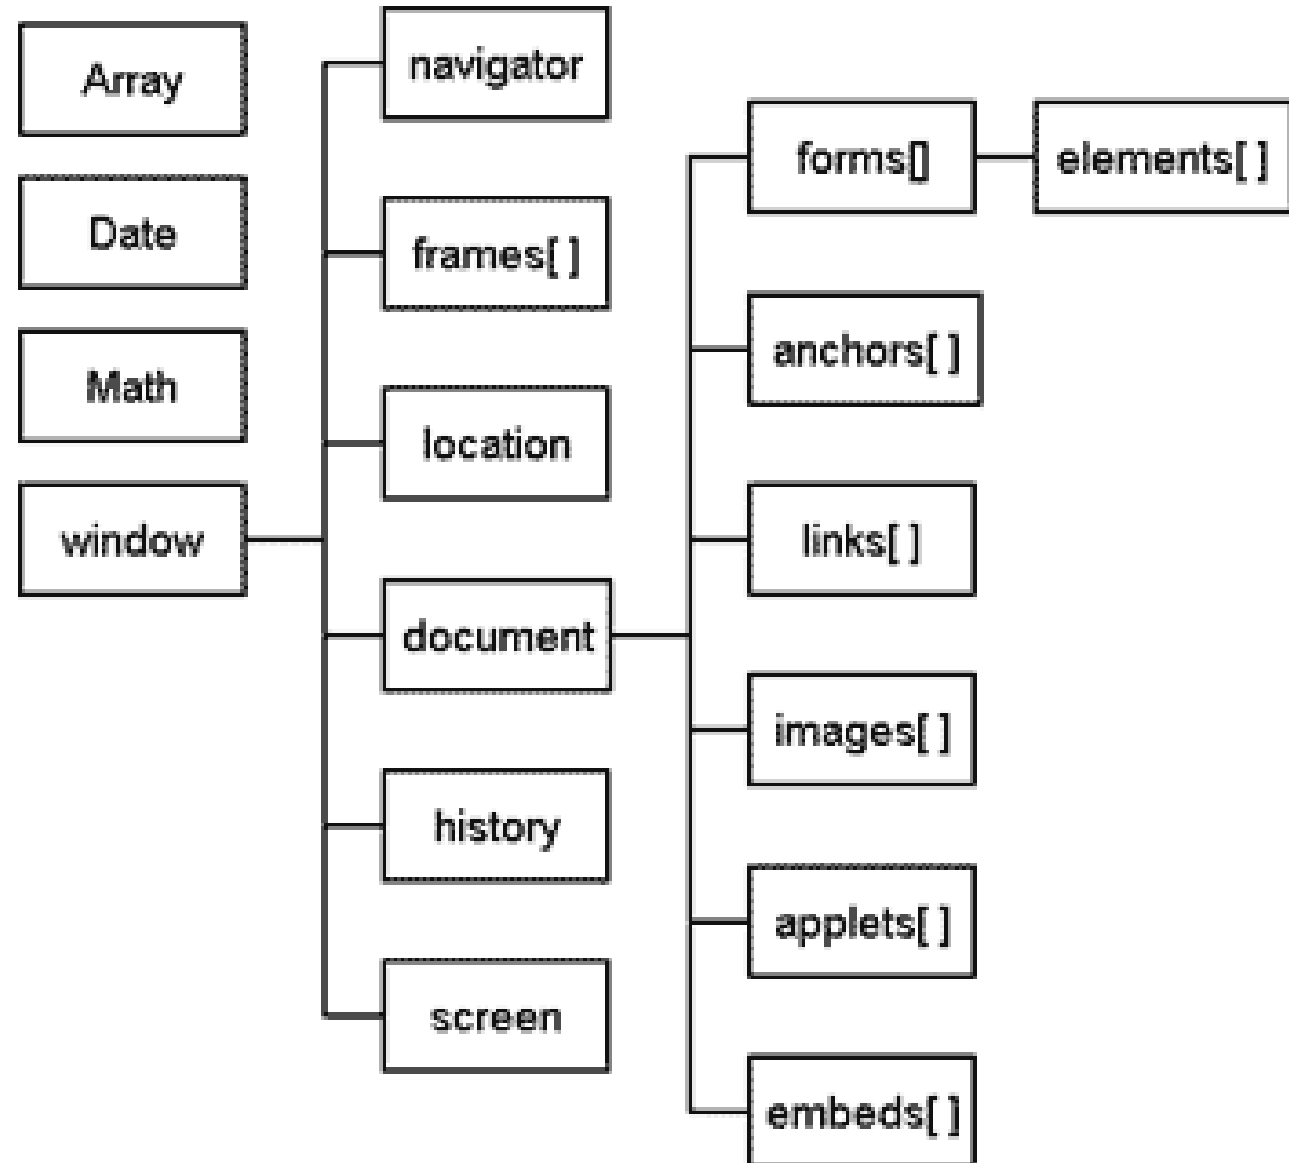 Array
Date
Math
window
navigator
frames[ ]
location
document
history
screen
forms[]
anchors[ ]
links[ ]
images[ ]
applets[ ]
embeds[ ]
elements[ ]